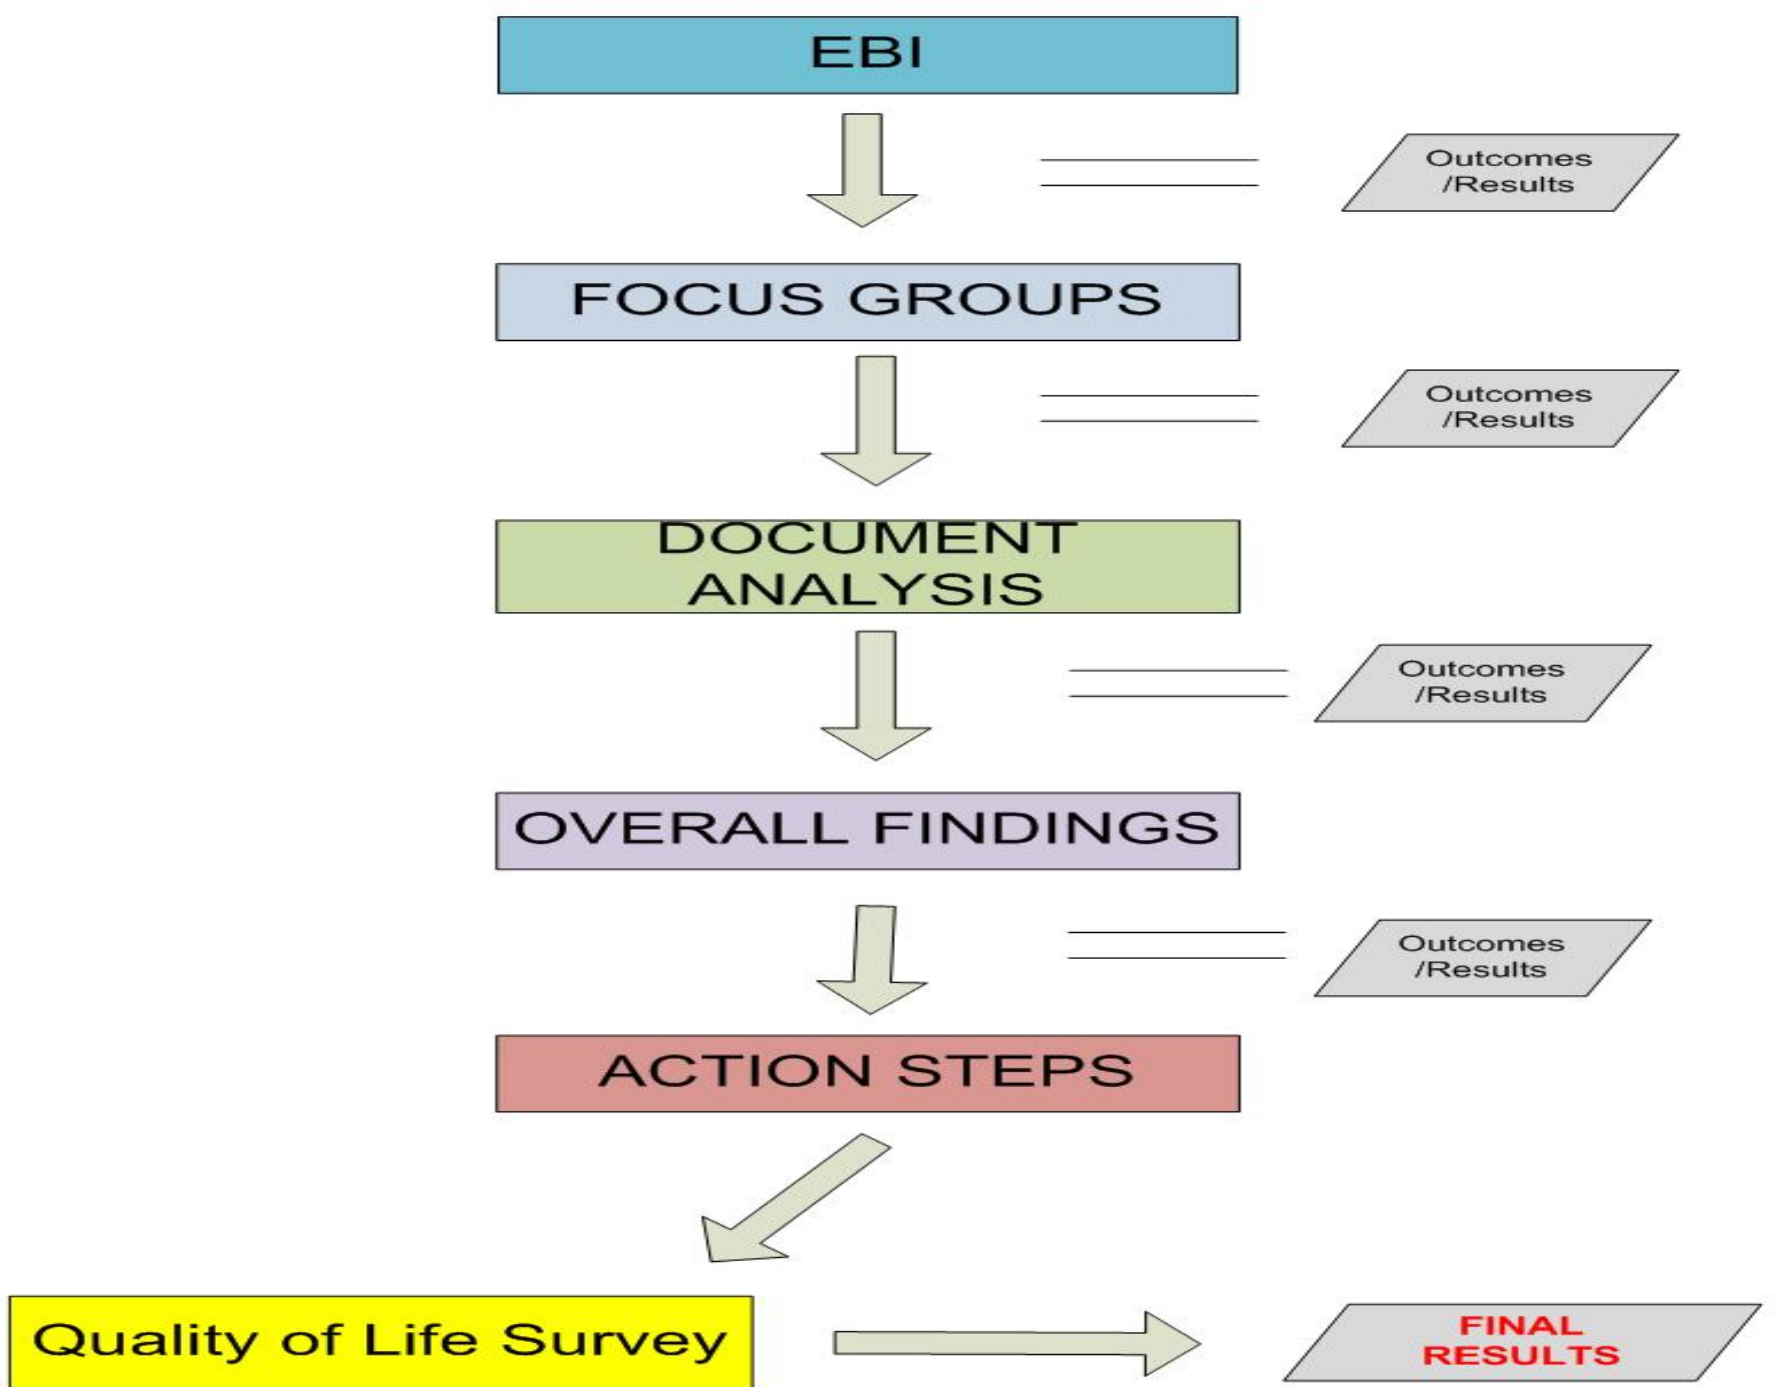 EBI
Outcomes
/Results
FOCUS GROUPS
Outcomes
/Results
DOCUMENT
ANALYSIS
Outcomes
/Results
OVERALL FINDINGS
Outcomes
/Results
ACTION STEPS
Quality of Life Survey
FINAL
RESULTS